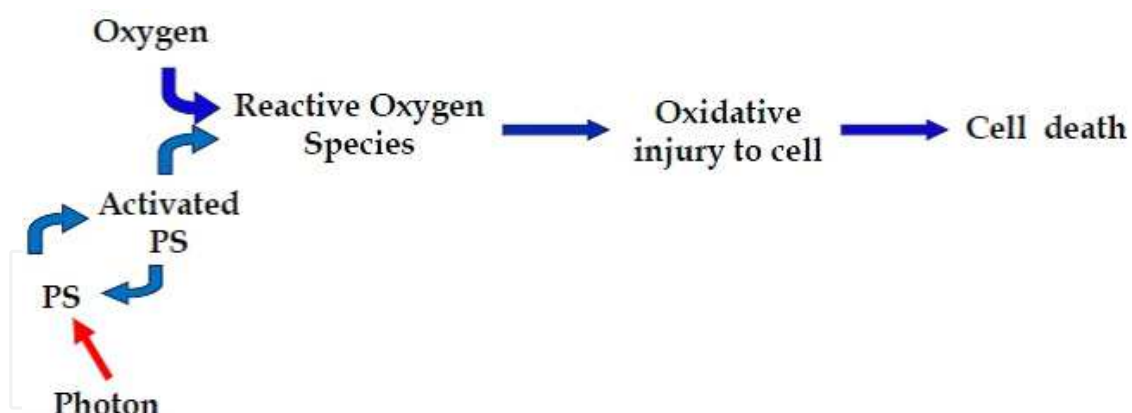 Oxygen
Reactive Oxygen
Species
Oxidative
injury to cell
Cell death
Activated
PS
PS
Photon